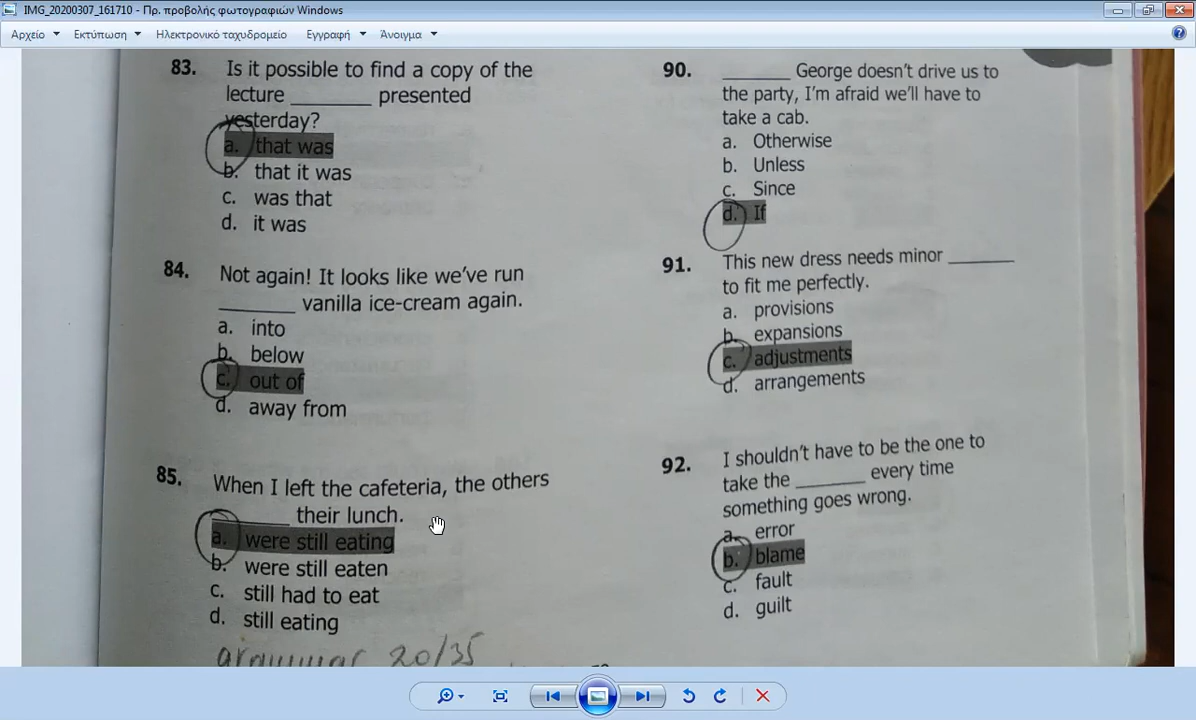 IMG_20200307_161710 - Πρ. προβολής φωτογραφιών Windows
Αρχείο Εκτύπωση Ηλεκτρονικό ταχυδρομείο Εγγραφή Άνοιγμα
83. Is it possible to find a copy of the
lecture ________ presented
yesterday?
a. that was
b. that it was
c. was that
d. it was
84. Not again! It looks like we've run
________ vanilla ice-cream again.
a. into
b. below
c. out of
d. away from
85. When I left the cafeteria, the others
________ their lunch.
a. were still eating
b. were still eaten
c. still had to eat
d. still eating
grammar 20/35
90. ________ George doesn't drive us to
the party, I'm afraid we'll have to
take a cab.
a. Otherwise
b. Unless
c. Since
d. If
91. This new dress needs minor ________
to fit me perfectly.
a. provisions
b. expansions
c. adjustments
d. arrangements
92. I shouldn't have to be the one to
take the ________ every time
something goes wrong.
a. error
b. blame
c. fault
d. guilt